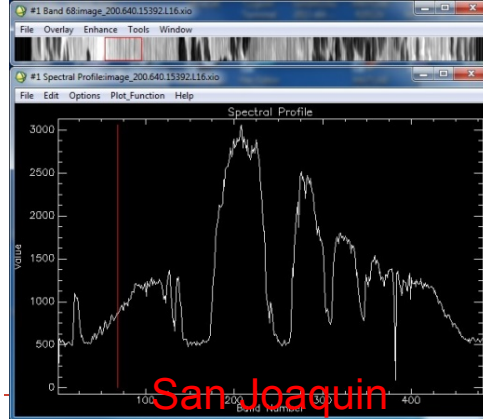 #1 Band 68:image_200.640.15392.L16.xio
File Overlay Enhance Tools Window
#1 Spectral Profile:image_200.640.15392.L16.xio
File Edit Options Plot_Function Help
Spectral Profile
3000
2500
2000
1500
1000
500
0
Value
100 200 300 400
Band Number
San Joaquin